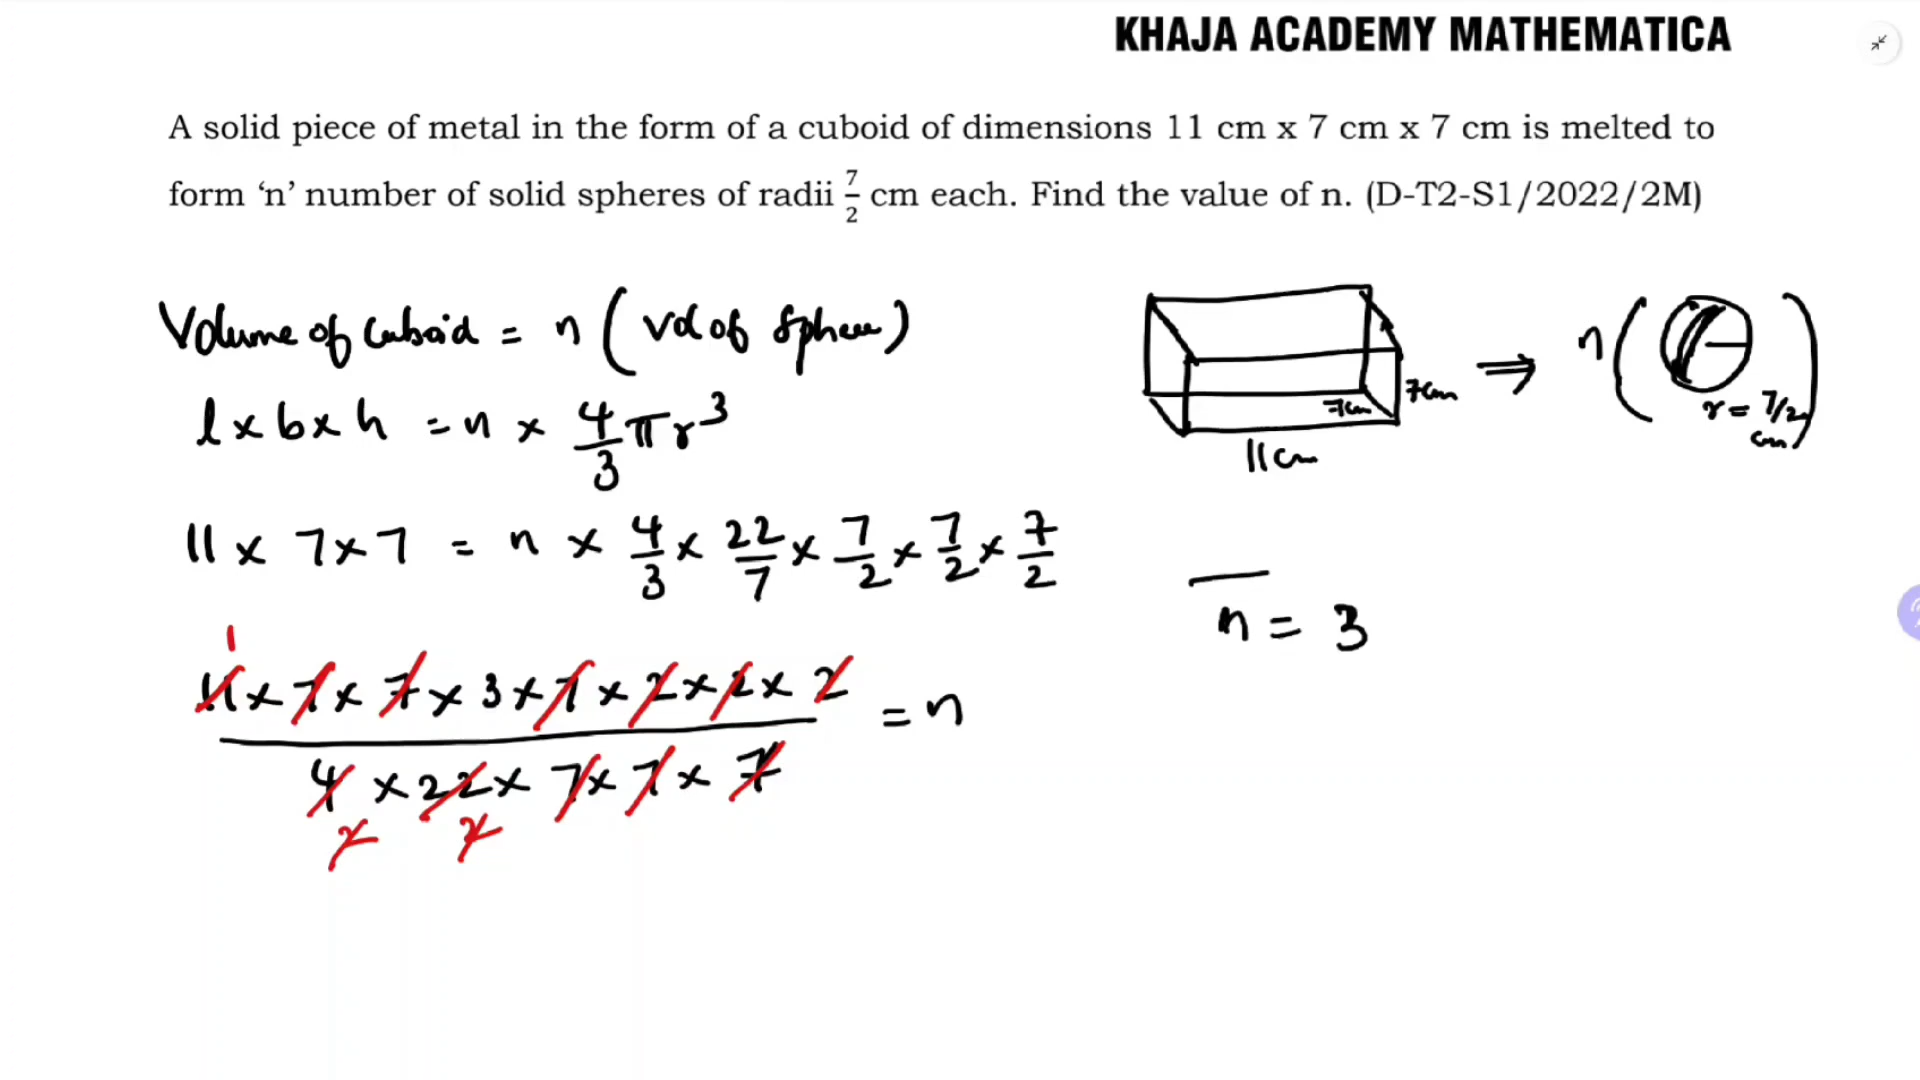 KHAJA ACADEMY MATHEMATICA
A solid piece of metal in the form of a cuboid of dimensions 11 cm x 7 cm x 7 cm is melted to
form ‘n’ number of solid spheres of radii 7/2 cm each. Find the value of n. (D-T2-S1/2022/2M)
Volume of Cuboid = n ( Vol of Sphere )
l x b x h = n x 4/3 π r³
11 x 7 x 7 = n x 4/3 x 22/7 x 7/2 x 7/2 x 7/2
1
11 x 7 x 7 x 3 x 7 x 2 x 2 x 2 = n
4 x 22 x 7 x 7 x 7
2 2
7cm
7cm
11cm
⇒ n ( )
r = 7/2
cm
n = 3